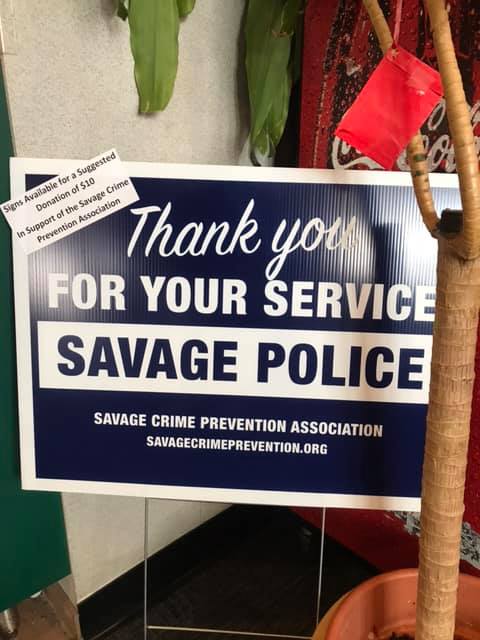 Signs Available for a Suggested
Donation of $10
In Support of the Savage Crime
Prevention Association
Thank you
FOR YOUR SERVICE
SAVAGE POLICE
SAVAGE CRIME PREVENTION ASSOCIATION
SAVAGECRIMEPREVENTION.ORG